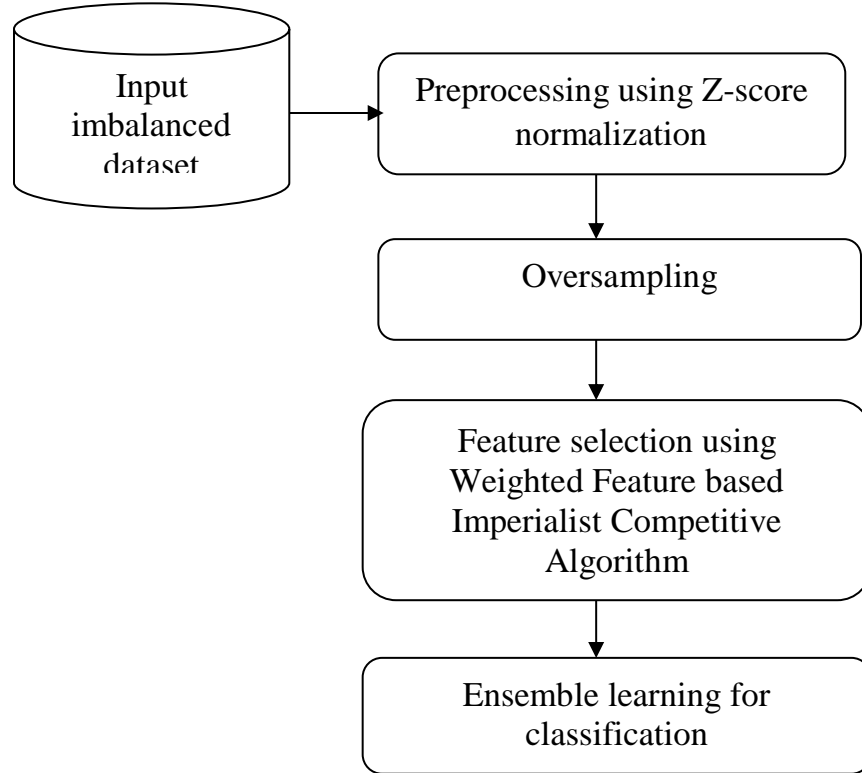 Input
imbalanced
dataset
Preprocessing using Z-score
normalization
Oversampling
Feature selection using
Weighted Feature based
Imperialist Competitive
Algorithm
Ensemble learning for
classification